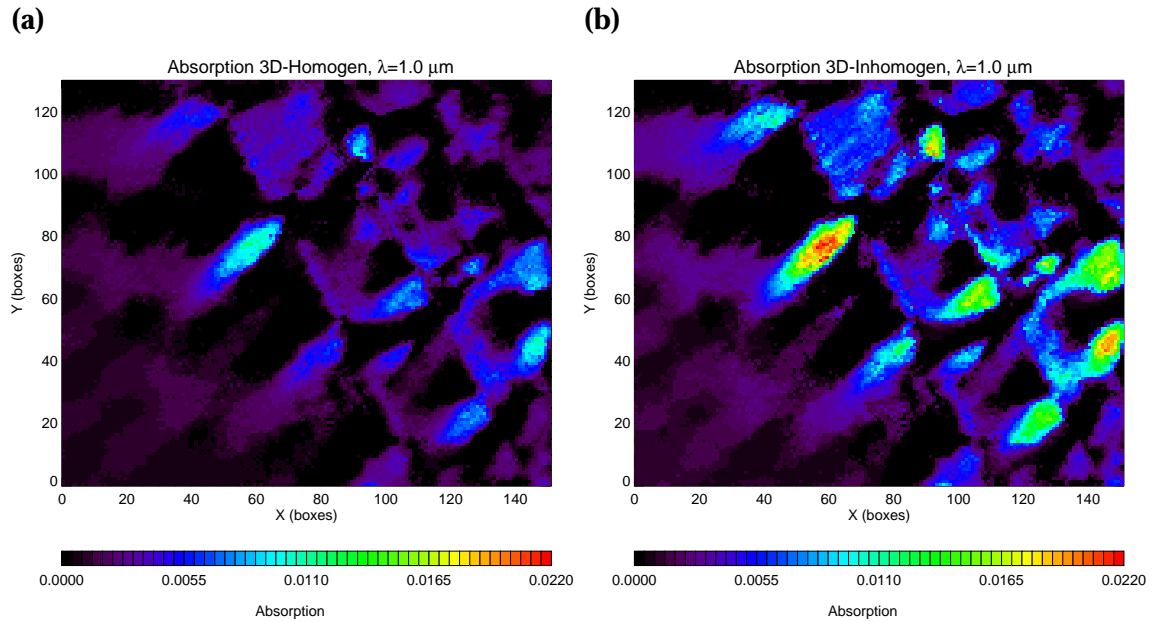 (a)
(b)
Absorption 3D-Homogen, λ=1.0 μm
Absorption 3D-Inhomogen, λ=1.0 μm
120
100
80
60
40
20
0
Y (boxes)
0 20 40 60 80 100 120 140
X (boxes)
120
100
80
60
40
20
0
Y (boxes)
0 20 40 60 80 100 120 140
X (boxes)
0.0000 0.0055 0.0110 0.0165 0.0220
Absorption
0.0000 0.0055 0.0110 0.0165 0.0220
Absorption